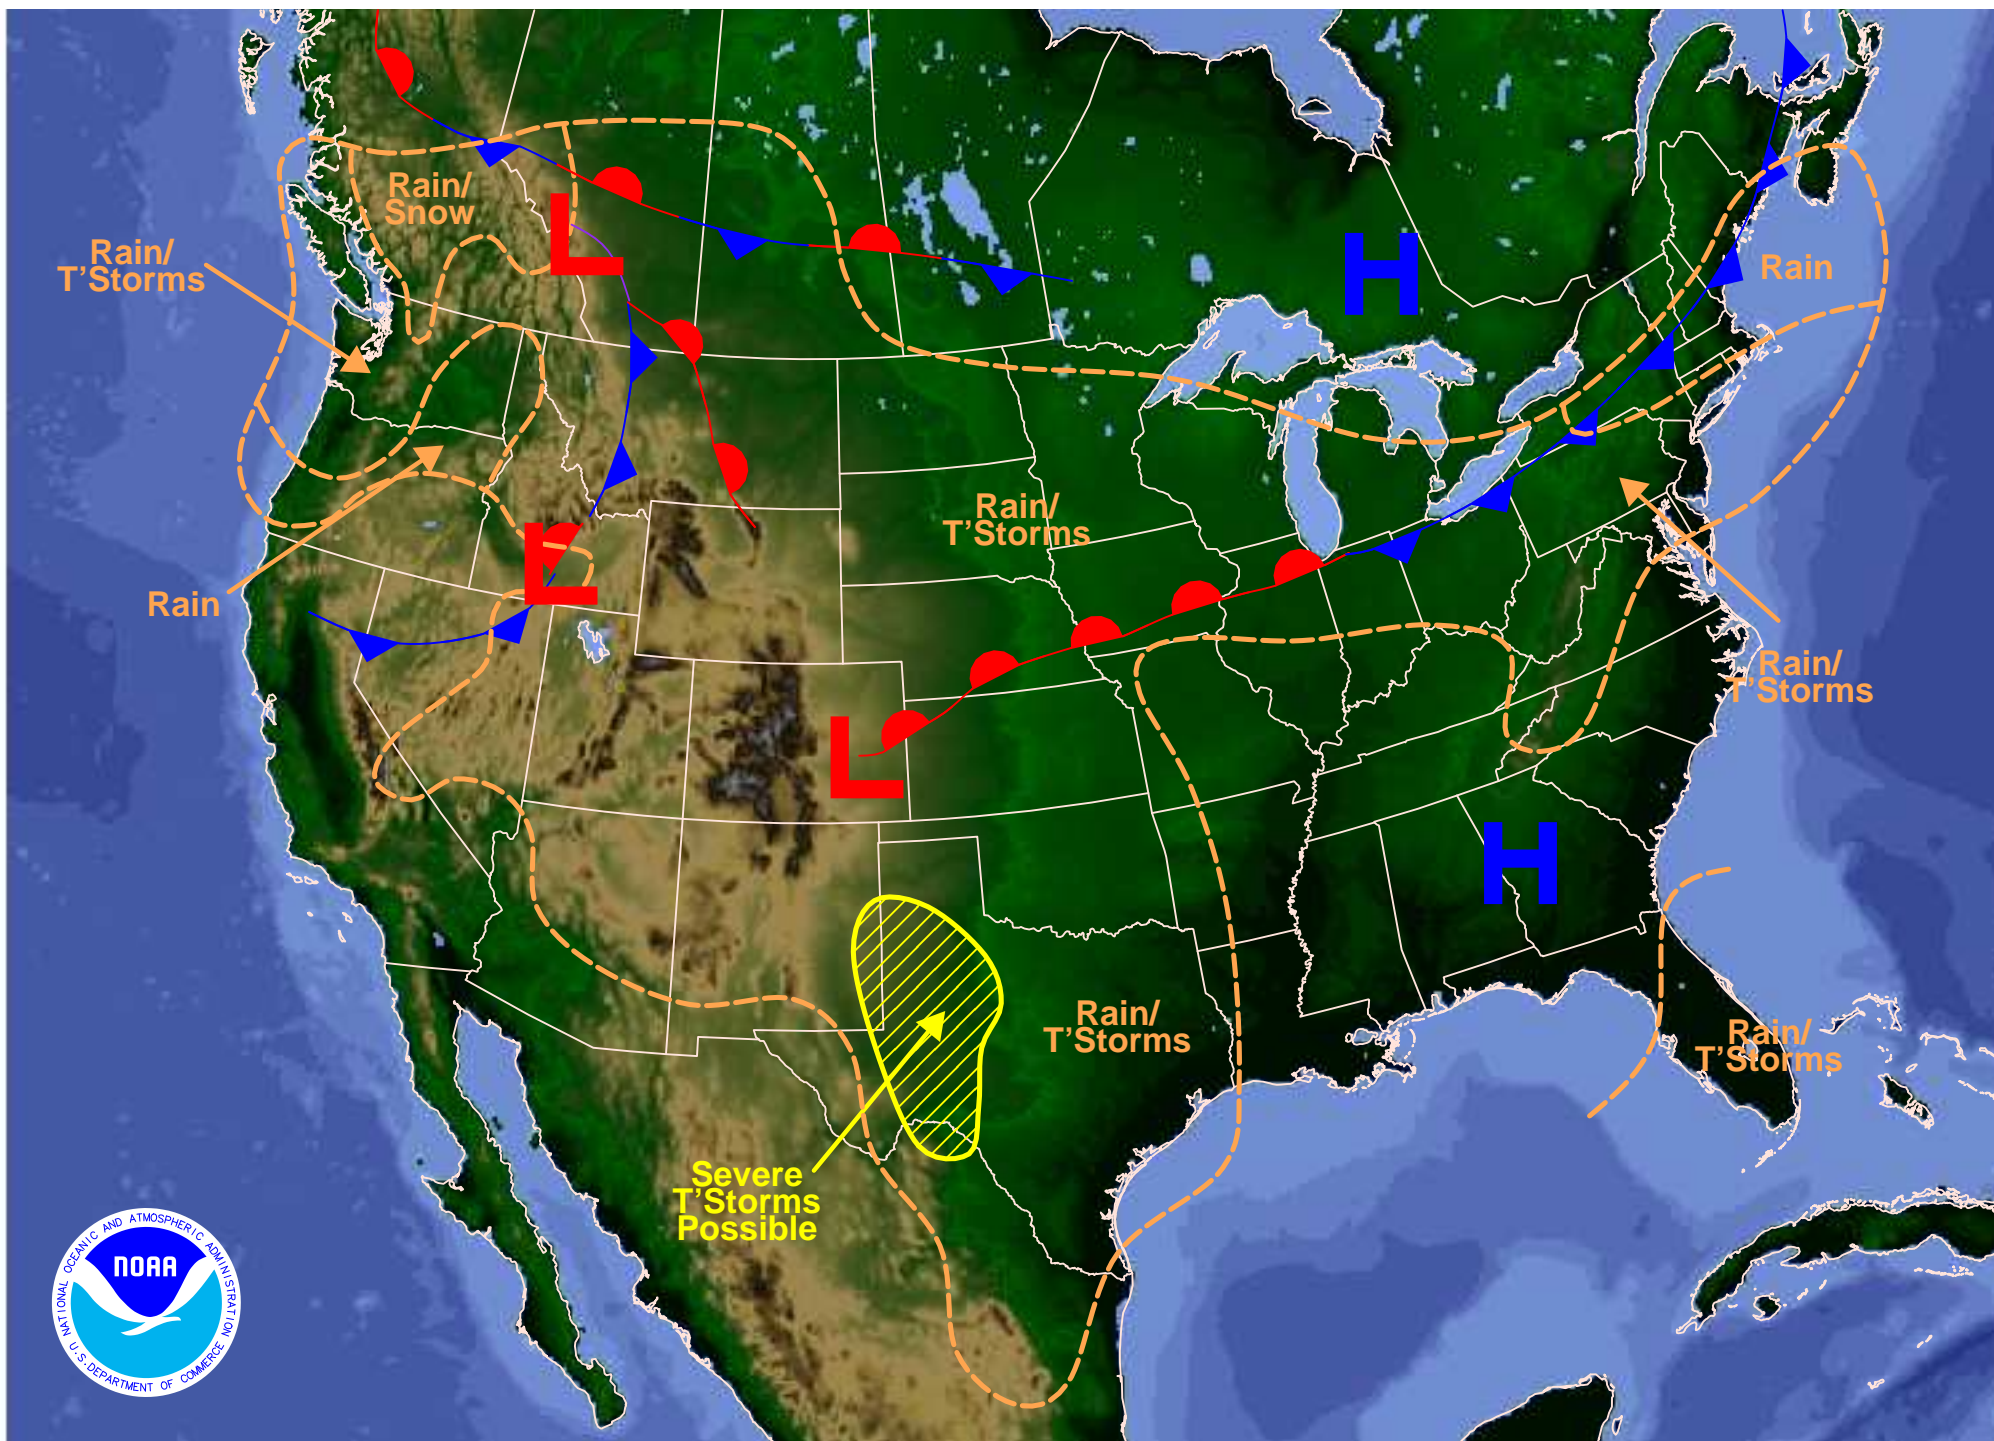 Rain/
Snow
L
Rain/
T'Storms
H
Rain
Rain/
T'Storms
L
Rain
Rain/
T'Storms
L
H
Rain/
T'Storms
Rain/
T'Storms
Severe
T'Storms
Possible
NATIONAL OCEANIC AND ATMOSPHERIC ADMINISTRATION
NOAA
U.S. DEPARTMENT OF COMMERCE